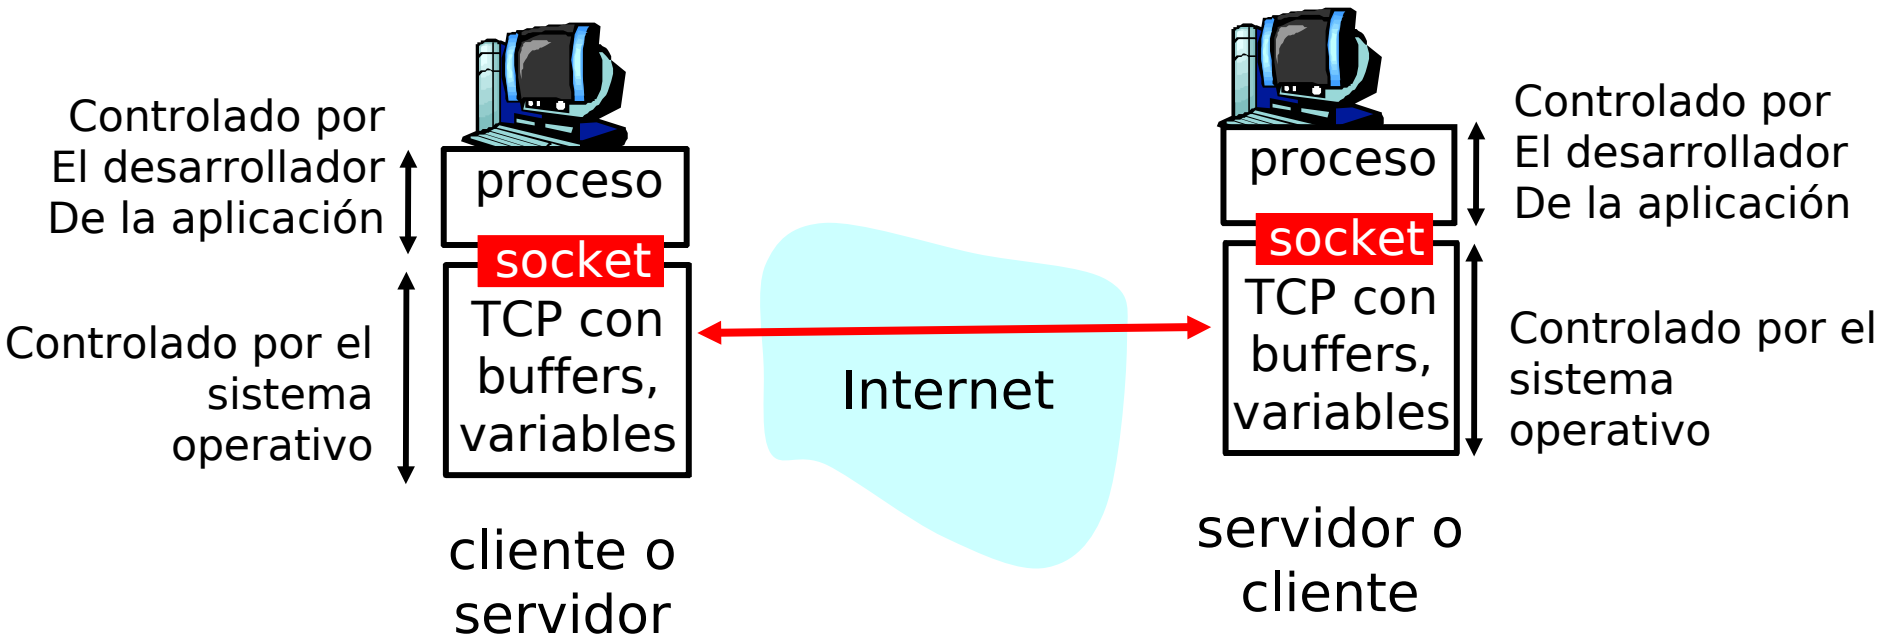 Controlado por
El desarrollador
De la aplicación
proceso
socket
TCP con
buffers,
variables
Controlado por el
sistema
operativo
cliente o
servidor
Internet
proceso
socket
TCP con
buffers,
variables
Controlado por
El desarrollador
De la aplicación
Controlado por el
sistema
operativo
servidor o
cliente